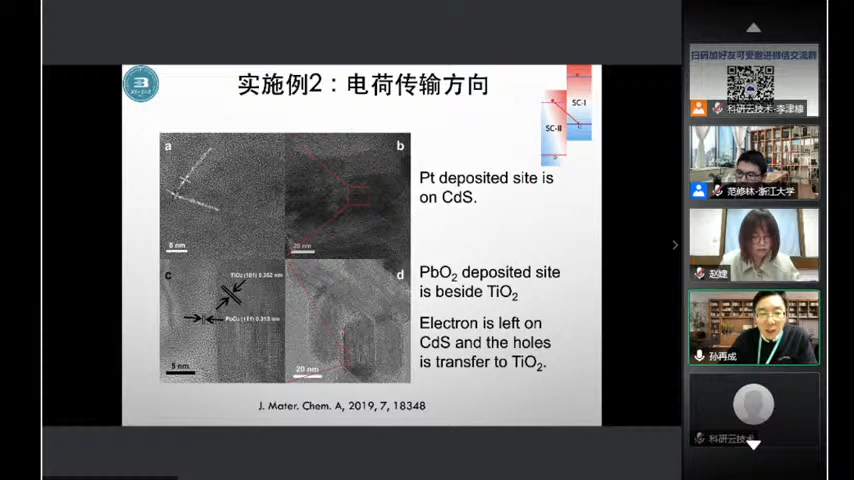 实施例2：电荷传输方向
SC-I
SC-II
a
b
5 nm
20 nm
Pt deposited site is
on CdS.
c
d
TiO₂ (101) 0.352 nm
PbO₂ (111) 0.313 nm
5 nm
20 nm
PbO₂ deposited site
is beside TiO₂
Electron is left on
CdS and the holes
is transfer to TiO₂.
J. Mater. Chem. A, 2019, 7, 18348
扫码加好友可受邀进微信交流群
科研云技术-李津糠
范修林-浙江大学
赵婕
孙再成
科研云技术